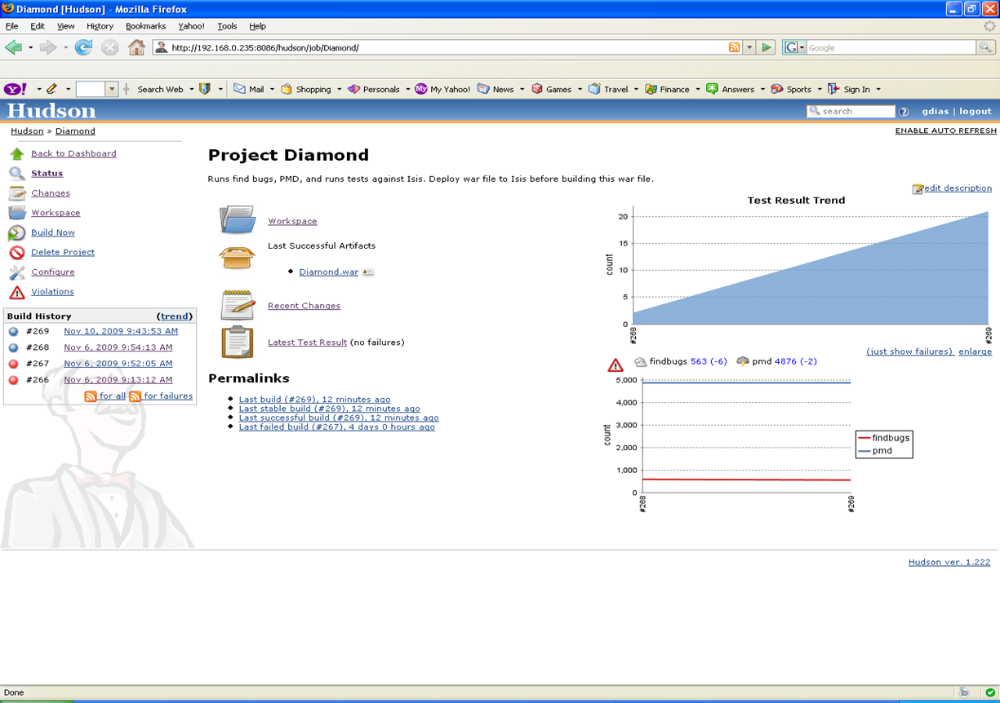 Diamond [Hudson] - Mozilla Firefox
File Edit View History Bookmarks Yahoo! Tools Help
http://192.168.0.235:8086/hudson/job/Diamond/
G Google
Y! Search Web Mail Shopping Personals My Yahoo! News Games Travel Finance Answers Sports Sign In
Hudson
search ? gdias | logout
Hudson » Diamond
ENABLE AUTO REFRESH
Back to Dashboard
Status
Changes
Workspace
Build Now
Delete Project
Configure
Violations
Build History (trend)
#269 Nov 10, 2009 9:43:53 AM
#268 Nov 6, 2009 9:54:13 AM
#267 Nov 6, 2009 9:52:05 AM
#266 Nov 6, 2009 9:13:12 AM
for all for failures
Project Diamond
Runs find bugs, PMD, and runs tests against Isis. Deploy war file to Isis before building this war file.
edit description
Workspace
Last Successful Artifacts
Diamond.war
Recent Changes
Latest Test Result (no failures)
Permalinks
Last build (#269), 12 minutes ago
Last stable build (#269), 12 minutes ago
Last successful build (#269), 12 minutes ago
Last failed build (#267), 4 days 0 hours ago
Test Result Trend
20
15
10
5
0
count
#268
#269
(just show failures) enlarge
findbugs 563 (-6) pmd 4876 (-2)
5,000
4,000
3,000
2,000
1,000
0
count
#268
#269
findbugs
pmd
Hudson ver. 1.222
Done